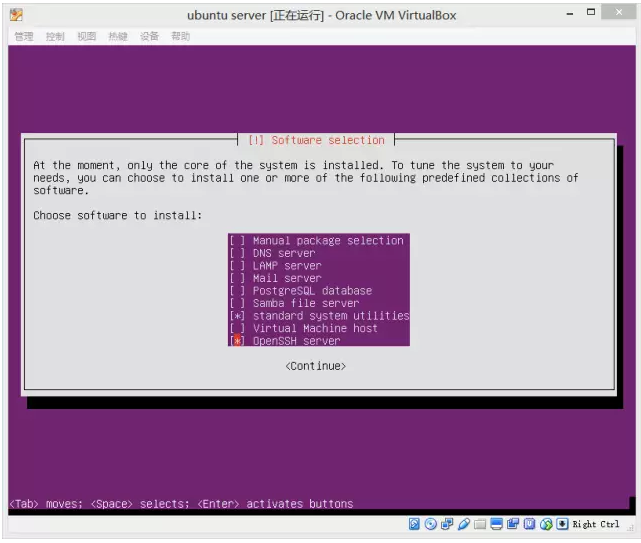 ubuntu server [正在运行] - Oracle VM VirtualBox
管理 控制 视图 热键 设备 帮助
[!] Software selection
At the moment, only the core of the system is installed. To tune the system to your
needs, you can choose to install one or more of the following predefined collections of
software.
Choose software to install:
[ ] Manual package selection
[ ] DNS server
[ ] LAMP server
[ ] Mail server
[ ] PostgreSQL database
[ ] Samba file server
[*] standard system utilities
[ ] Virtual Machine host
[*] OpenSSH server
<Continue>
<Tab> moves; <Space> selects; <Enter> activates buttons
Right Ctrl